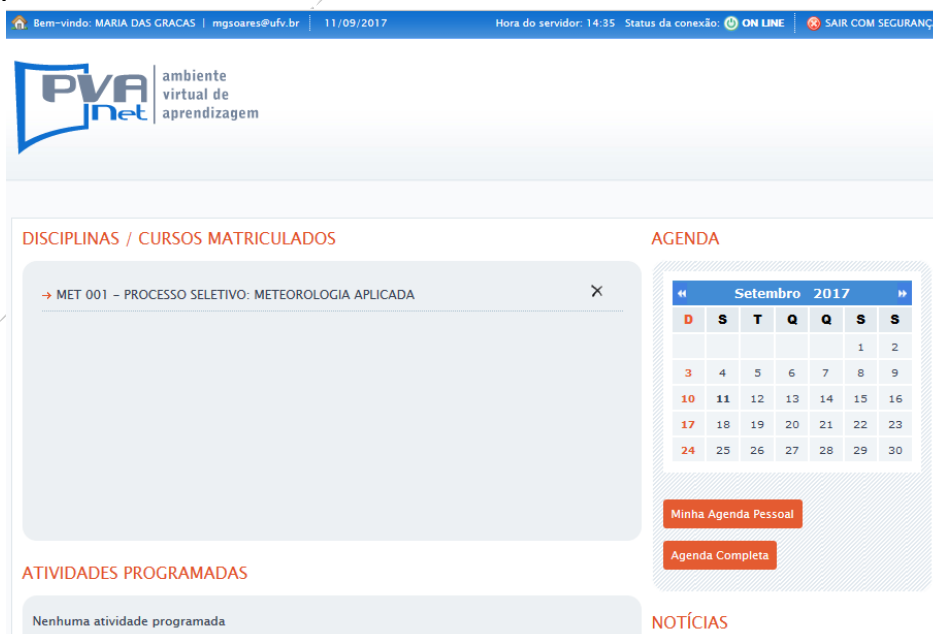 Bem-vindo: MARIA DAS GRACAS | mgsoares@ufv.br | 11/09/2017 Hora do servidor: 14:35 Status da conexão: ON LINE SAIR COM SEGURANÇ
PVA Net
ambiente
virtual de
aprendizagem
DISCIPLINAS / CURSOS MATRICULADOS
MET 001 – PROCESSO SELETIVO: METEOROLOGIA APLICADA
ATIVIDADES PROGRAMADAS
Nenhuma atividade programada
AGENDA
Setembro 2017
D S T Q Q S S
1 2
3 4 5 6 7 8 9
10 11 12 13 14 15 16
17 18 19 20 21 22 23
24 25 26 27 28 29 30
Minha Agenda Pessoal
Agenda Completa
NOTÍCIAS